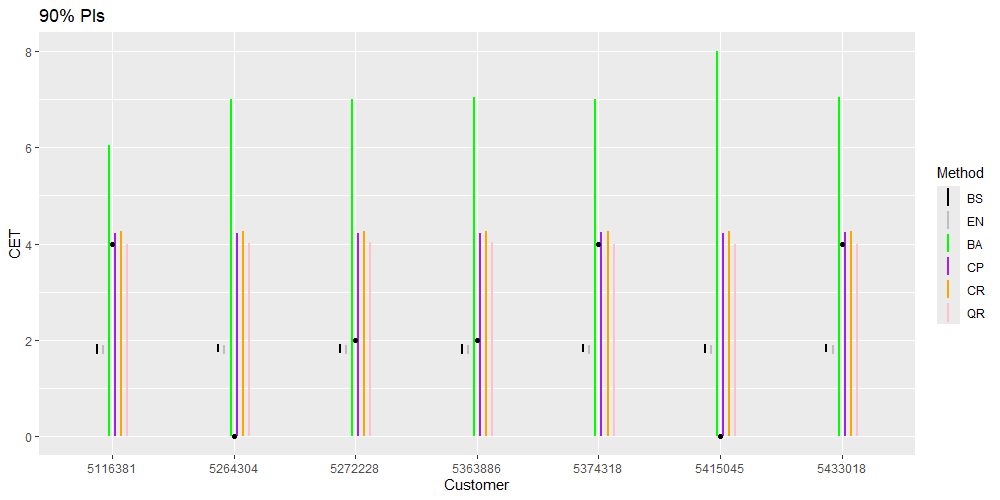 90% PIs
8
6
4
2
0
CET
5116381
5264304
5272228
5363886
5374318
5415045
5433018
Customer
Method
BS
EN
BA
CP
CR
QR